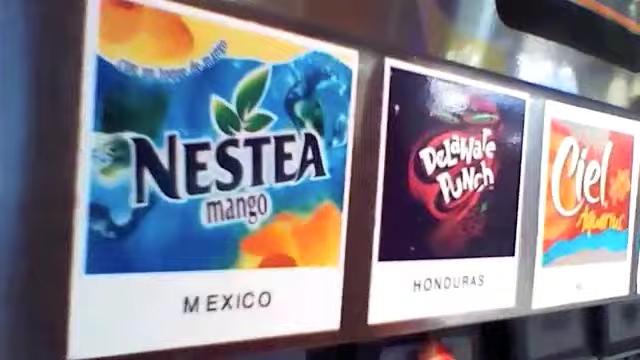 NESTEA
mango
MEXICO
DeLaWare
PuNch
HONDURAS
Ciel